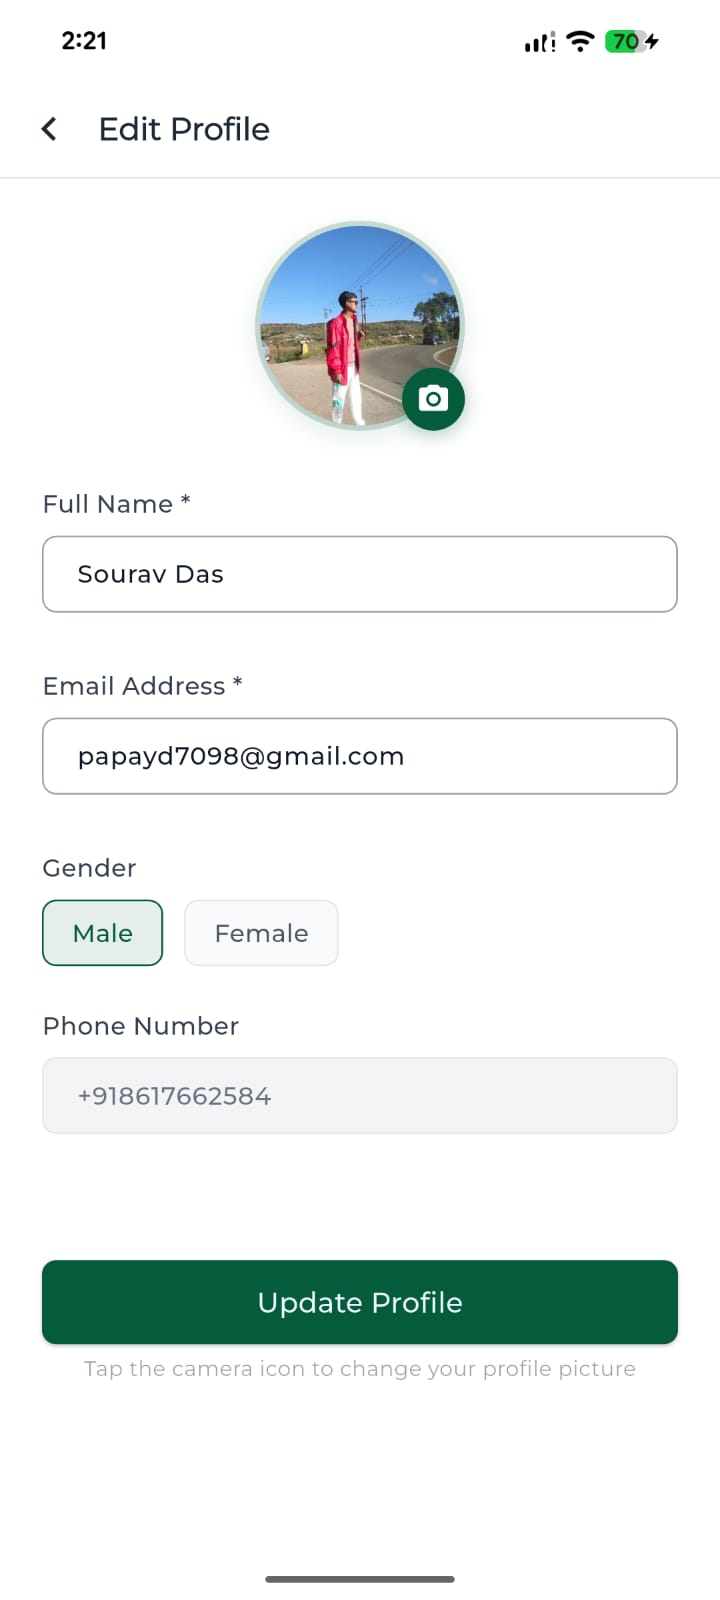 2:21
70
Edit Profile
Full Name *
Sourav Das
Email Address *
papayd7098@gmail.com
Gender
Male Female
Phone Number
+918617662584
Update Profile
Tap the camera icon to change your profile picture